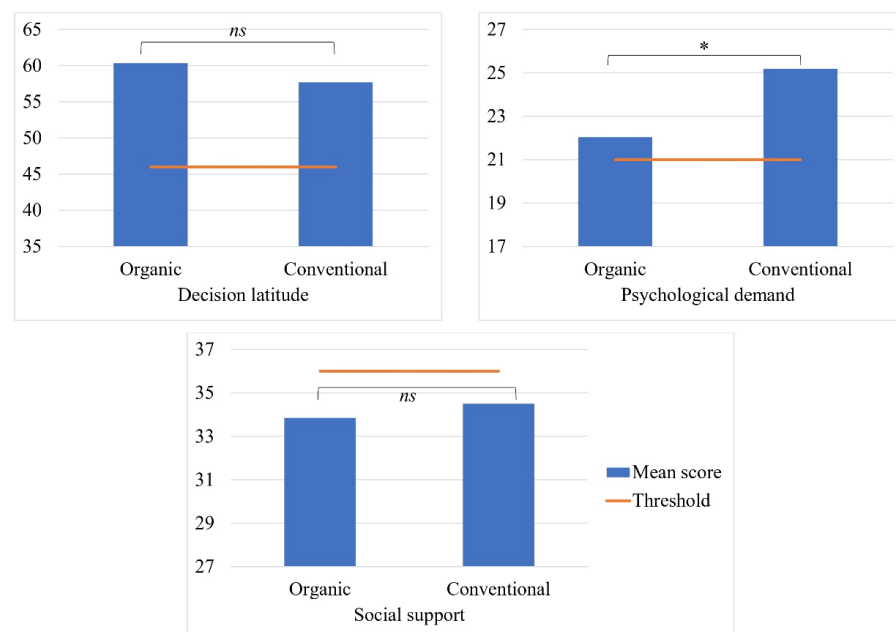 65
60
55
50
45
40
35
ns
Organic Conventional
Decision latitude
27
25
23
21
19
17
*
Organic Conventional
Psychological demand
37
35
33
31
29
27
ns
Organic Conventional
Social support
Mean score
Threshold